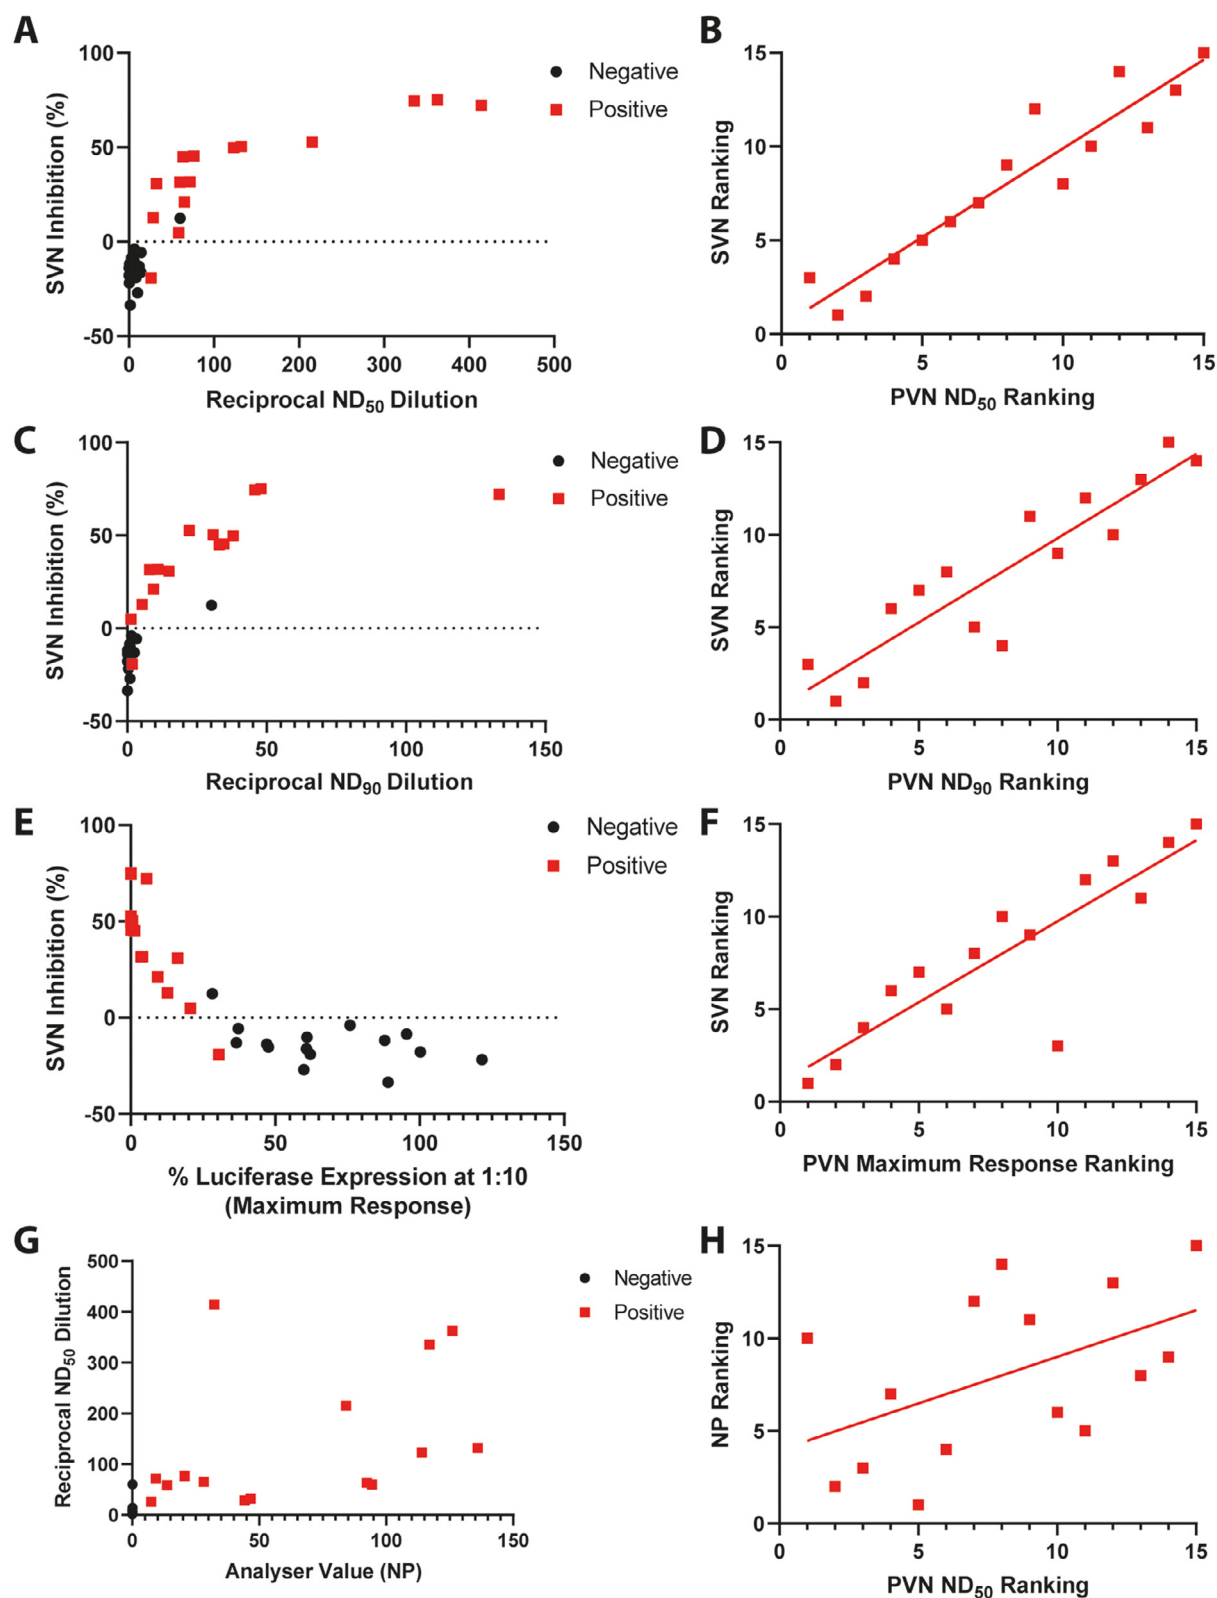 A
100
50
0
-50
SVN Inhibition (%)
0 100 200 300 400 500
Reciprocal ND50 Dilution
Negative
Positive
B
15
10
5
0
SVN Ranking
0 5 10 15
PVN ND50 Ranking
C
100
50
0
-50
SVN Inhibition (%)
0 50 100 150
Reciprocal ND90 Dilution
Negative
Positive
D
15
10
5
0
SVN Ranking
0 5 10 15
PVN ND90 Ranking
E
100
50
0
-50
SVN Inhibition (%)
0 50 100 150
% Luciferase Expression at 1:10
(Maximum Response)
Negative
Positive
F
15
10
5
0
SVN Ranking
0 5 10 15
PVN Maximum Response Ranking
G
500
400
300
200
100
0
Reciprocal ND50 Dilution
0 50 100 150
Analyser Value (NP)
Negative
Positive
H
15
10
5
0
NP Ranking
0 5 10 15
PVN ND50 Ranking